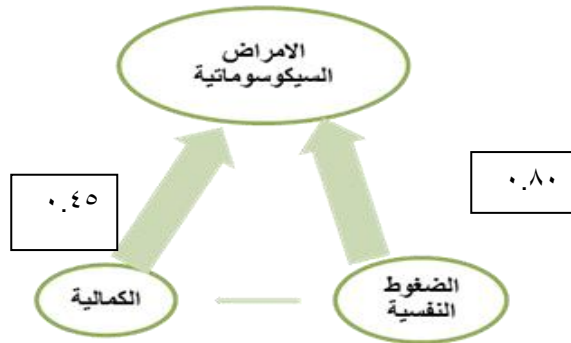 الامراض
السيكوسوماتية
٠.٨٠
٠.٤٥
الضغوط
النفسية
الكمالية